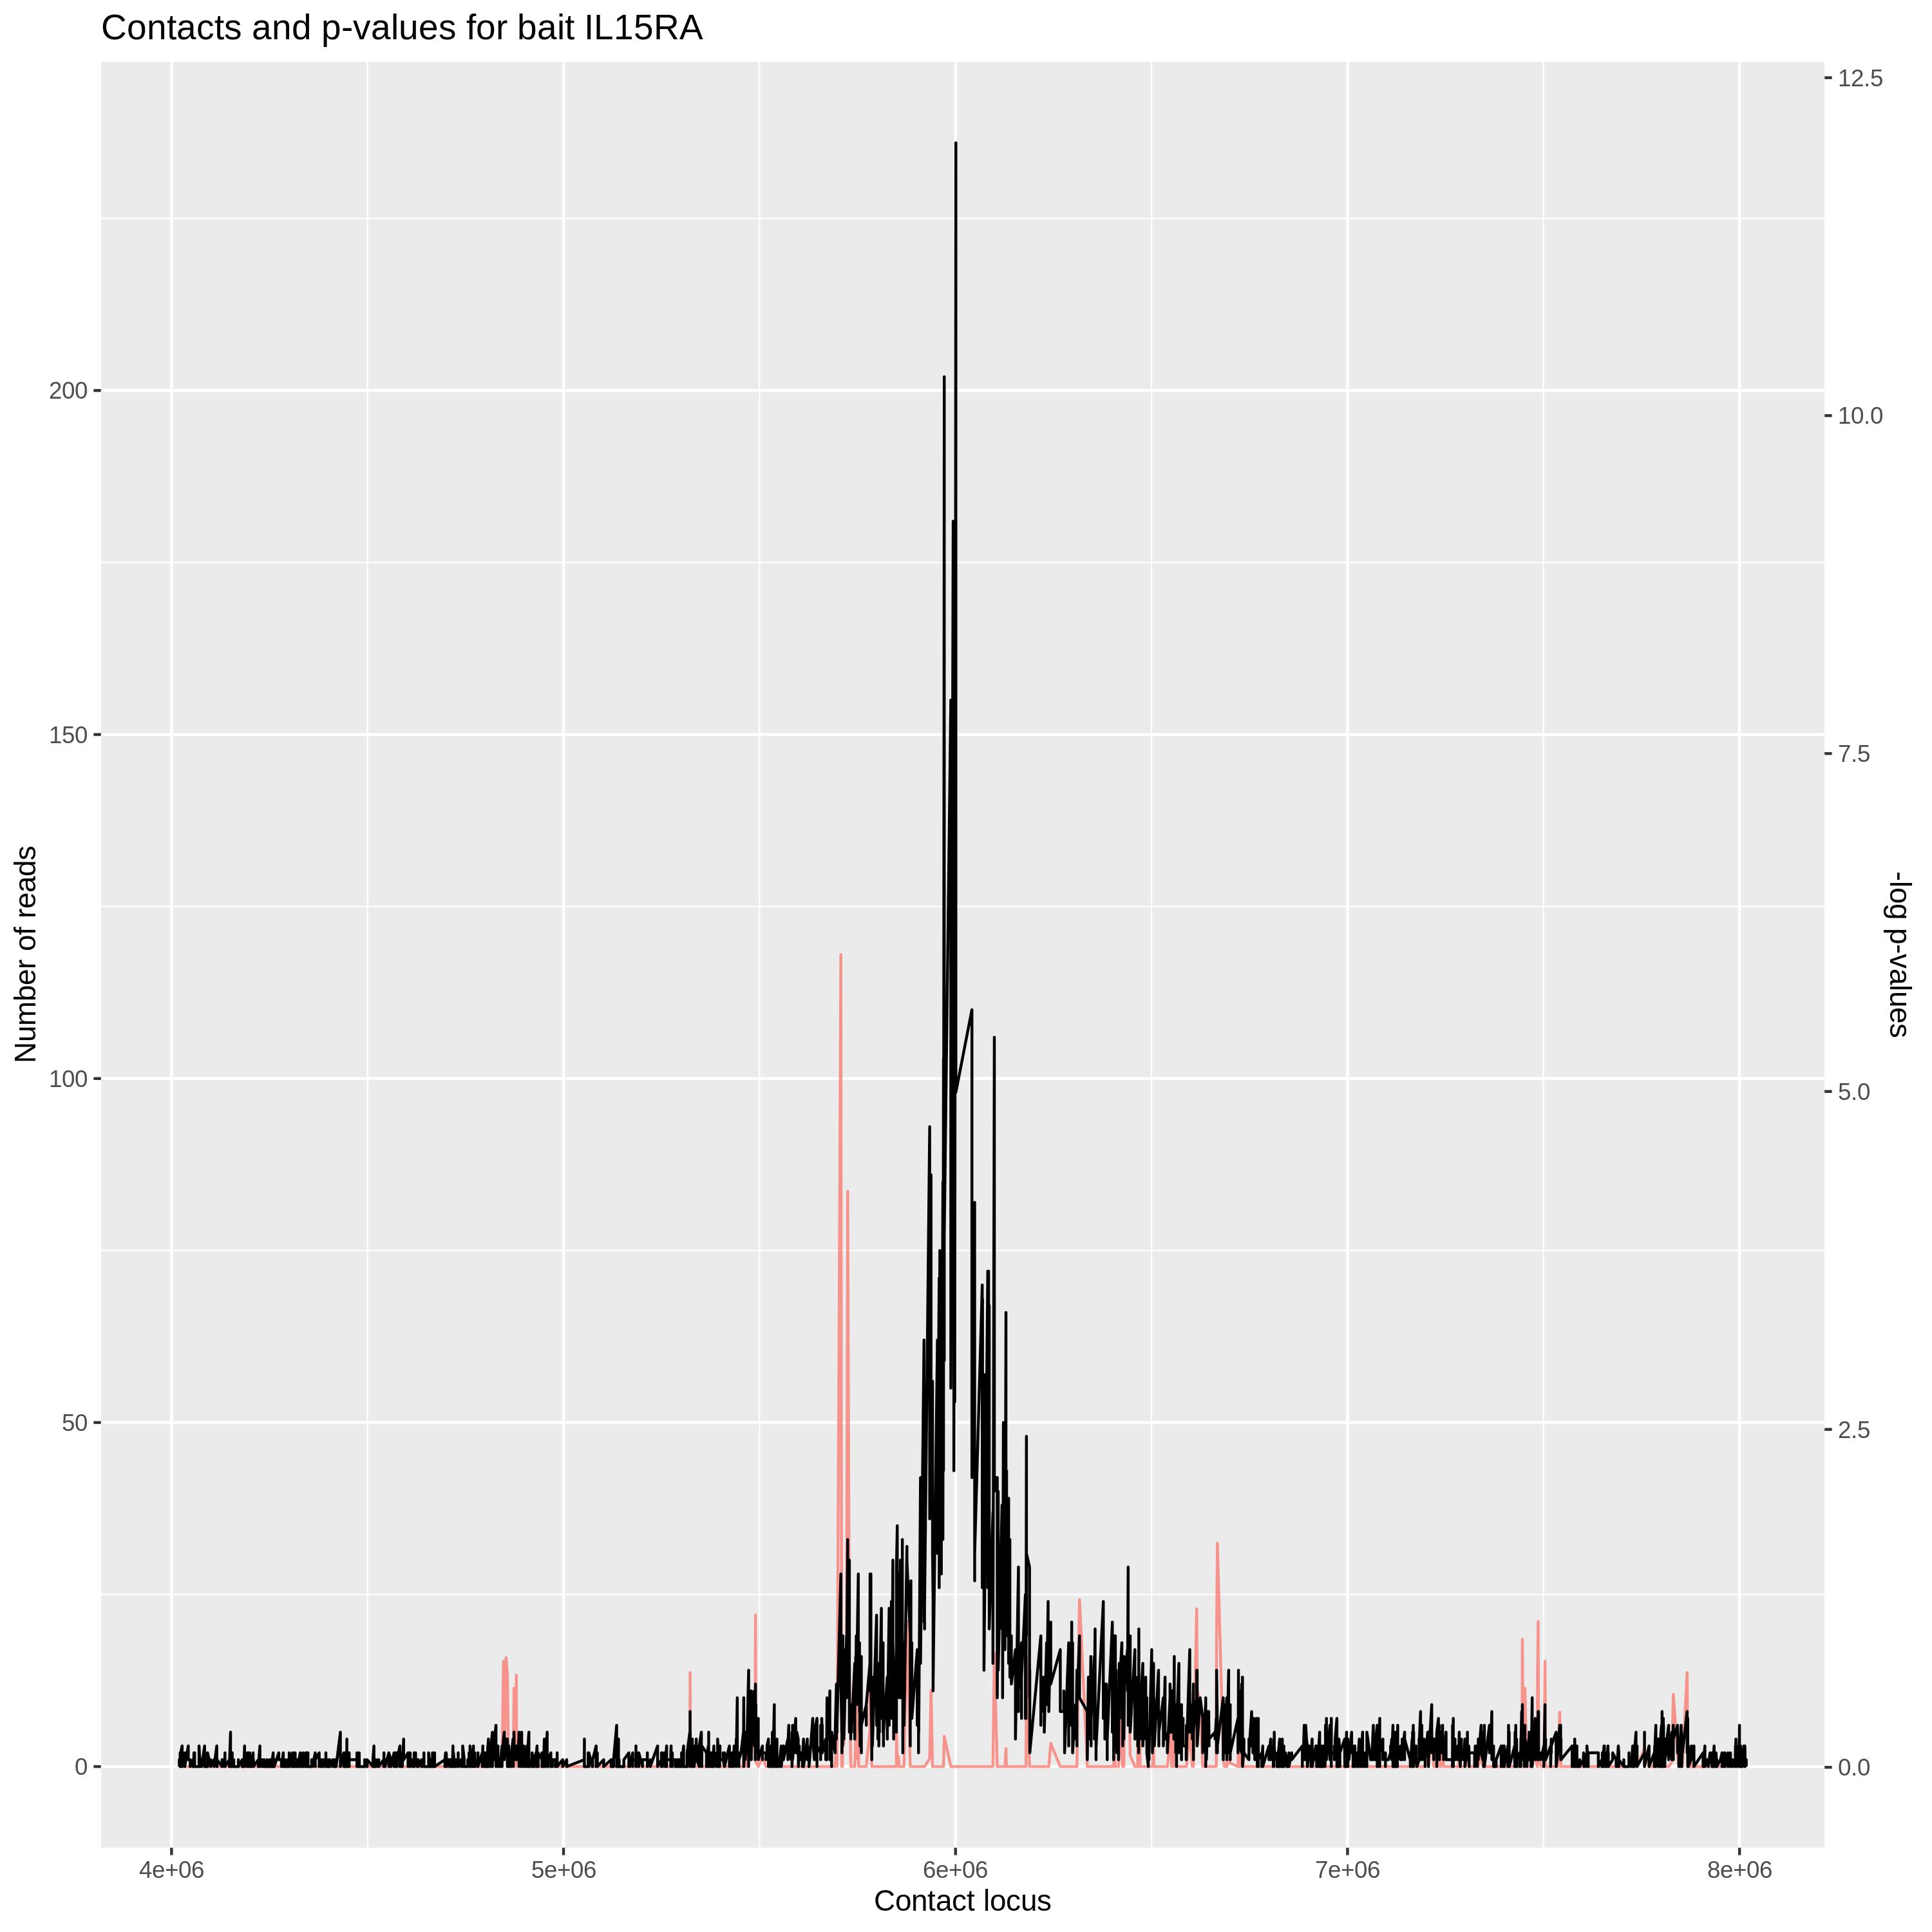 Contacts and p-values for bait IL15RA
Number of reads
200
150
100
50
0
12.5
10.0
7.5
5.0
2.5
0.0
-log p-values
4e+06 5e+06 6e+06 7e+06 8e+06
Contact locus